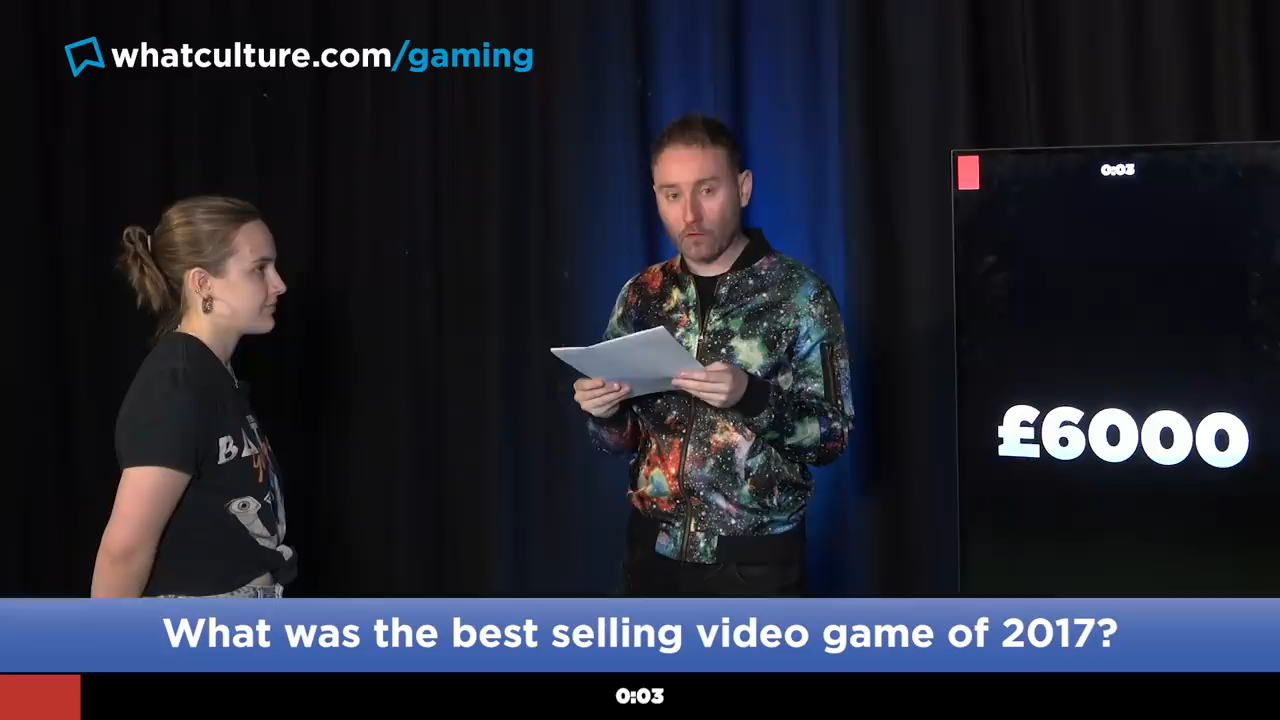 whatculture.com/gaming
0:03
£6000
What was the best selling video game of 2017?
0:03